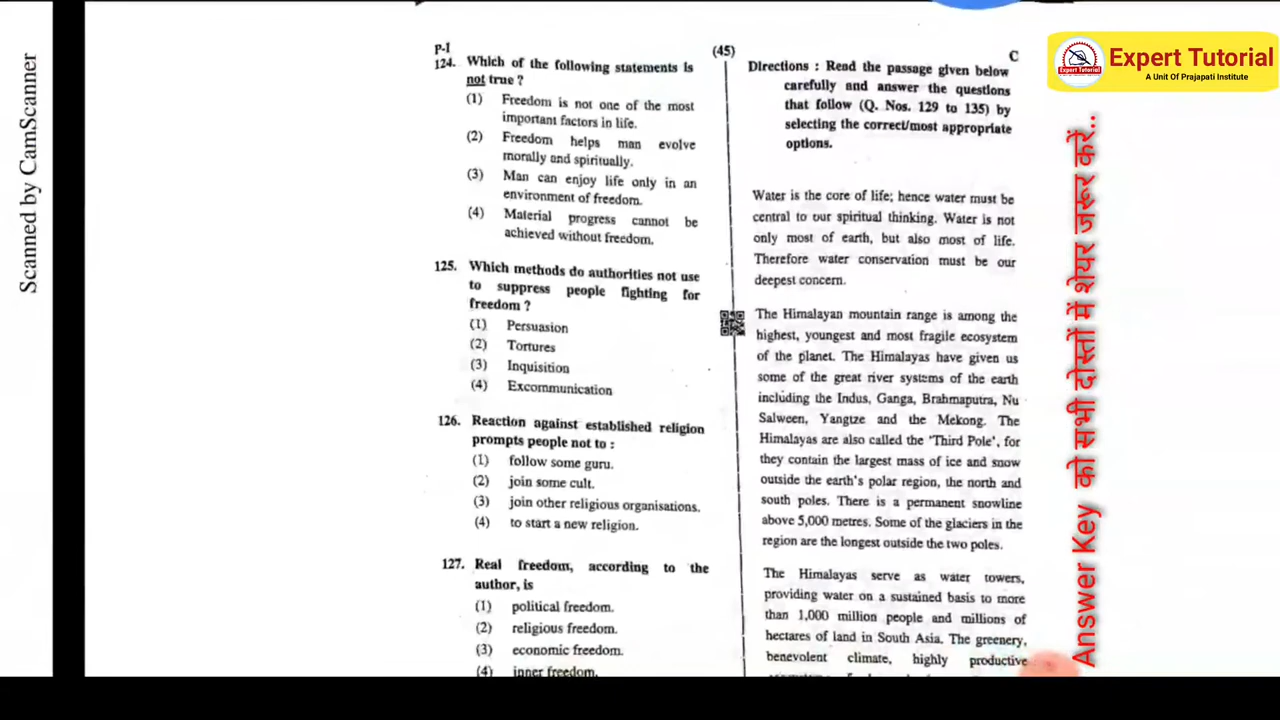 Scanned by CamScanner
P-I
(45)
C
124. Which of the following statements is
not true ?
(1) Freedom is not one of the most
important factors in life.
(2) Freedom helps man evolve
morally and spiritually.
(3) Man can enjoy life only in an
environment of freedom.
(4) Material progress cannot be
achieved without freedom.
125. Which methods do authorities not use
to suppress people fighting for
freedom ?
(1) Persuasion
(2) Tortures
(3) Inquisition
(4) Excommunication
126. Reaction against established religion
prompts people not to :
(1) follow some guru.
(2) join some cult.
(3) join other religious organisations.
(4) to start a new religion.
127. Real freedom, according to the
author, is
(1) political freedom.
(2) religious freedom.
(3) economic freedom.
(4) inner freedom.
Directions : Read the passage given below
carefully and answer the questions
that follow (Q. Nos. 129 to 135) by
selecting the correct/most appropriate
options.
Water is the core of life; hence water must be
central to our spiritual thinking. Water is not
only most of earth, but also most of life.
Therefore water conservation must be our
deepest concern.
The Himalayan mountain range is among the
highest, youngest and most fragile ecosystem
of the planet. The Himalayas have given us
some of the great river systems of the earth
including the Indus, Ganga, Brahmaputra, Nu
Salween, Yangtze and the Mekong. The
Himalayas are also called the 'Third Pole', for
they contain the largest mass of ice and snow
outside the earth's polar region, the north and
south poles. There is a permanent snowline
above 5,000 metres. Some of the glaciers in the
region are the longest outside the two poles.
The Himalayas serve as water towers,
providing water on a sustained basis to more
than 1,000 million people and millions of
hectares of land in South Asia. The greenery,
benevolent climate, highly productive
Expert Tutorial
Expert Tutorial
A Unit Of Prajapati Institute
Answer Key को सभी दोस्तों में शेयर जरूर करें..